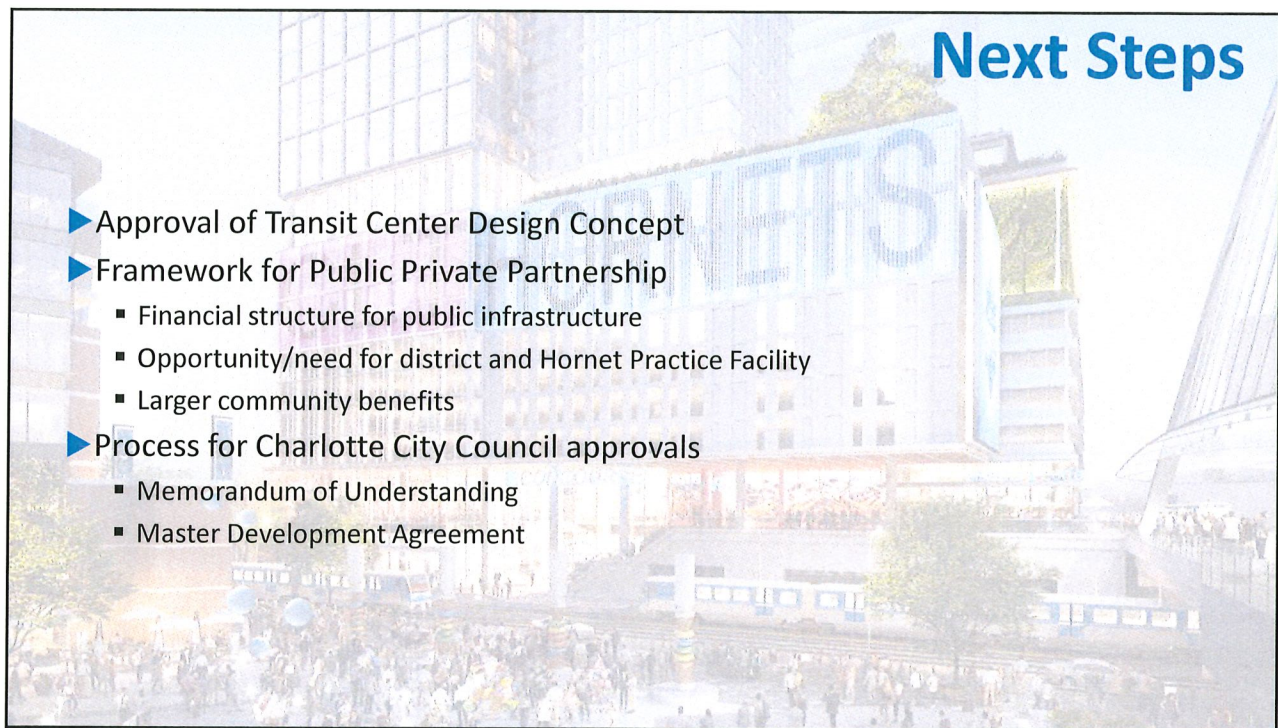 Next Steps
Approval of Transit Center Design Concept
Framework for Public Private Partnership
Financial structure for public infrastructure
Opportunity/need for district and Hornet Practice Facility
Larger community benefits
Process for Charlotte City Council approvals
Memorandum of Understanding
Master Development Agreement
ORNETS